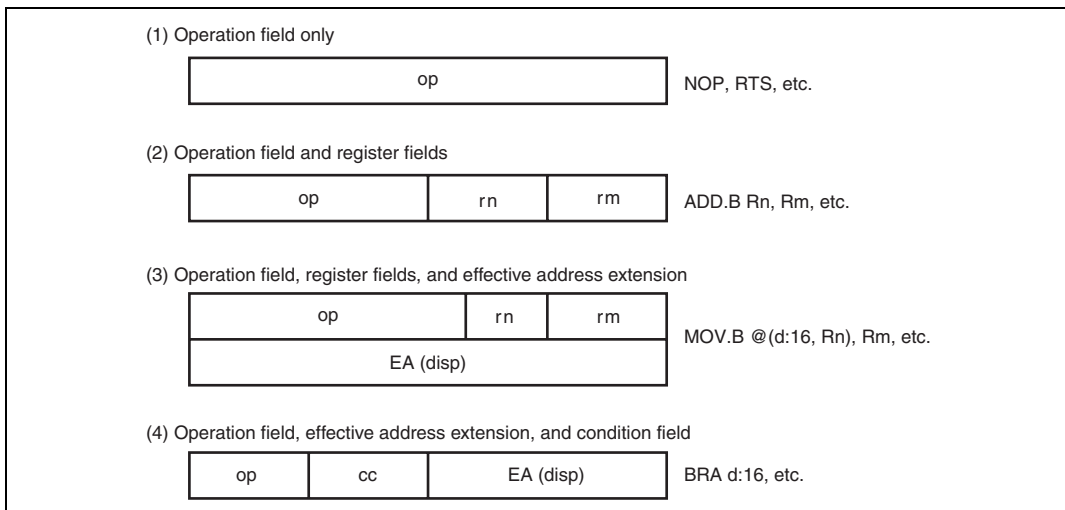 (1) Operation field only
op
NOP, RTS, etc.
(2) Operation field and register fields
op rn rm
ADD.B Rn, Rm, etc.
(3) Operation field, register fields, and effective address extension
op rn rm
EA (disp)
MOV.B @(d:16, Rn), Rm, etc.
(4) Operation field, effective address extension, and condition field
op cc EA (disp)
BRA d:16, etc.